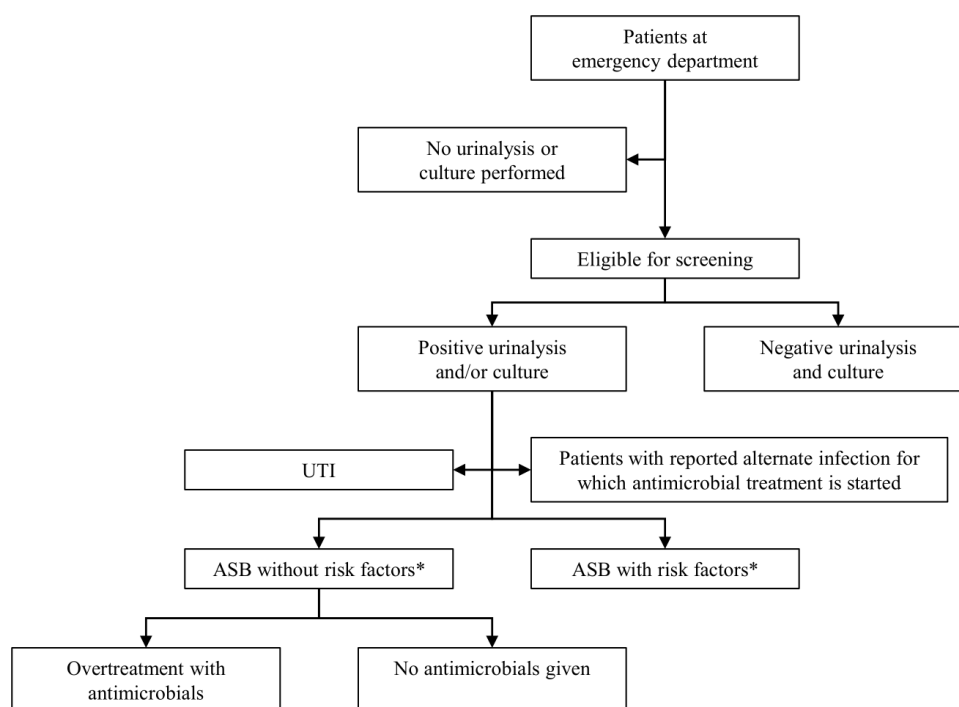 Patients at
emergency department
No urinalysis or
culture performed
Eligible for screening
Positive urinalysis
and/or culture
Negative urinalysis
and culture
UTI
Patients with reported alternate infection for
which antimicrobial treatment is started
ASB without risk factors*
ASB with risk factors*
Overtreatment with
antimicrobials
No antimicrobials given